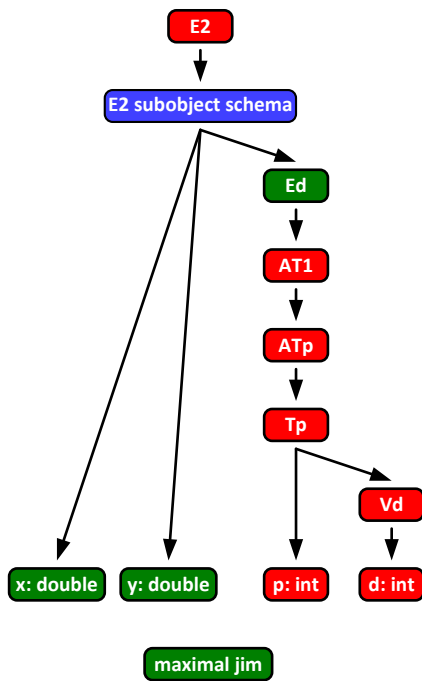 E2
E2 subobject schema
Ed
AT1
ATp
Tp
Vd
x: double
y: double
p: int
d: int
maximal jim